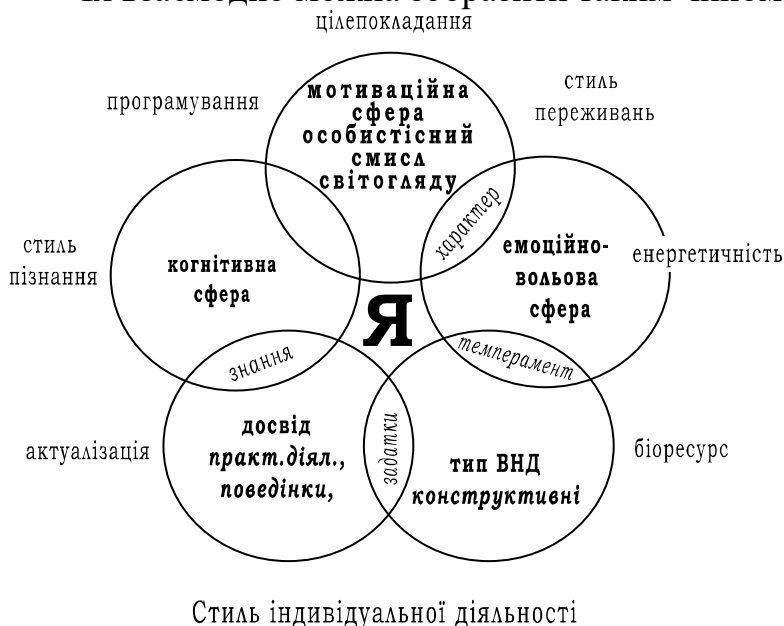 цілепокладання
стиль
переживань
програмування
мотиваційна
сфера
особистісний
смисл
світогляду
характер
стиль
пізнання
когнітивна
сфера
емоційно-
вольова
сфера
енергетичність
Я
знання
темперамент
актуалізація
досвід
практ.діял.,
поведінки,
задатки
тип ВНД
конструктивні
біоресурс
Стиль індивідуальної діяльності